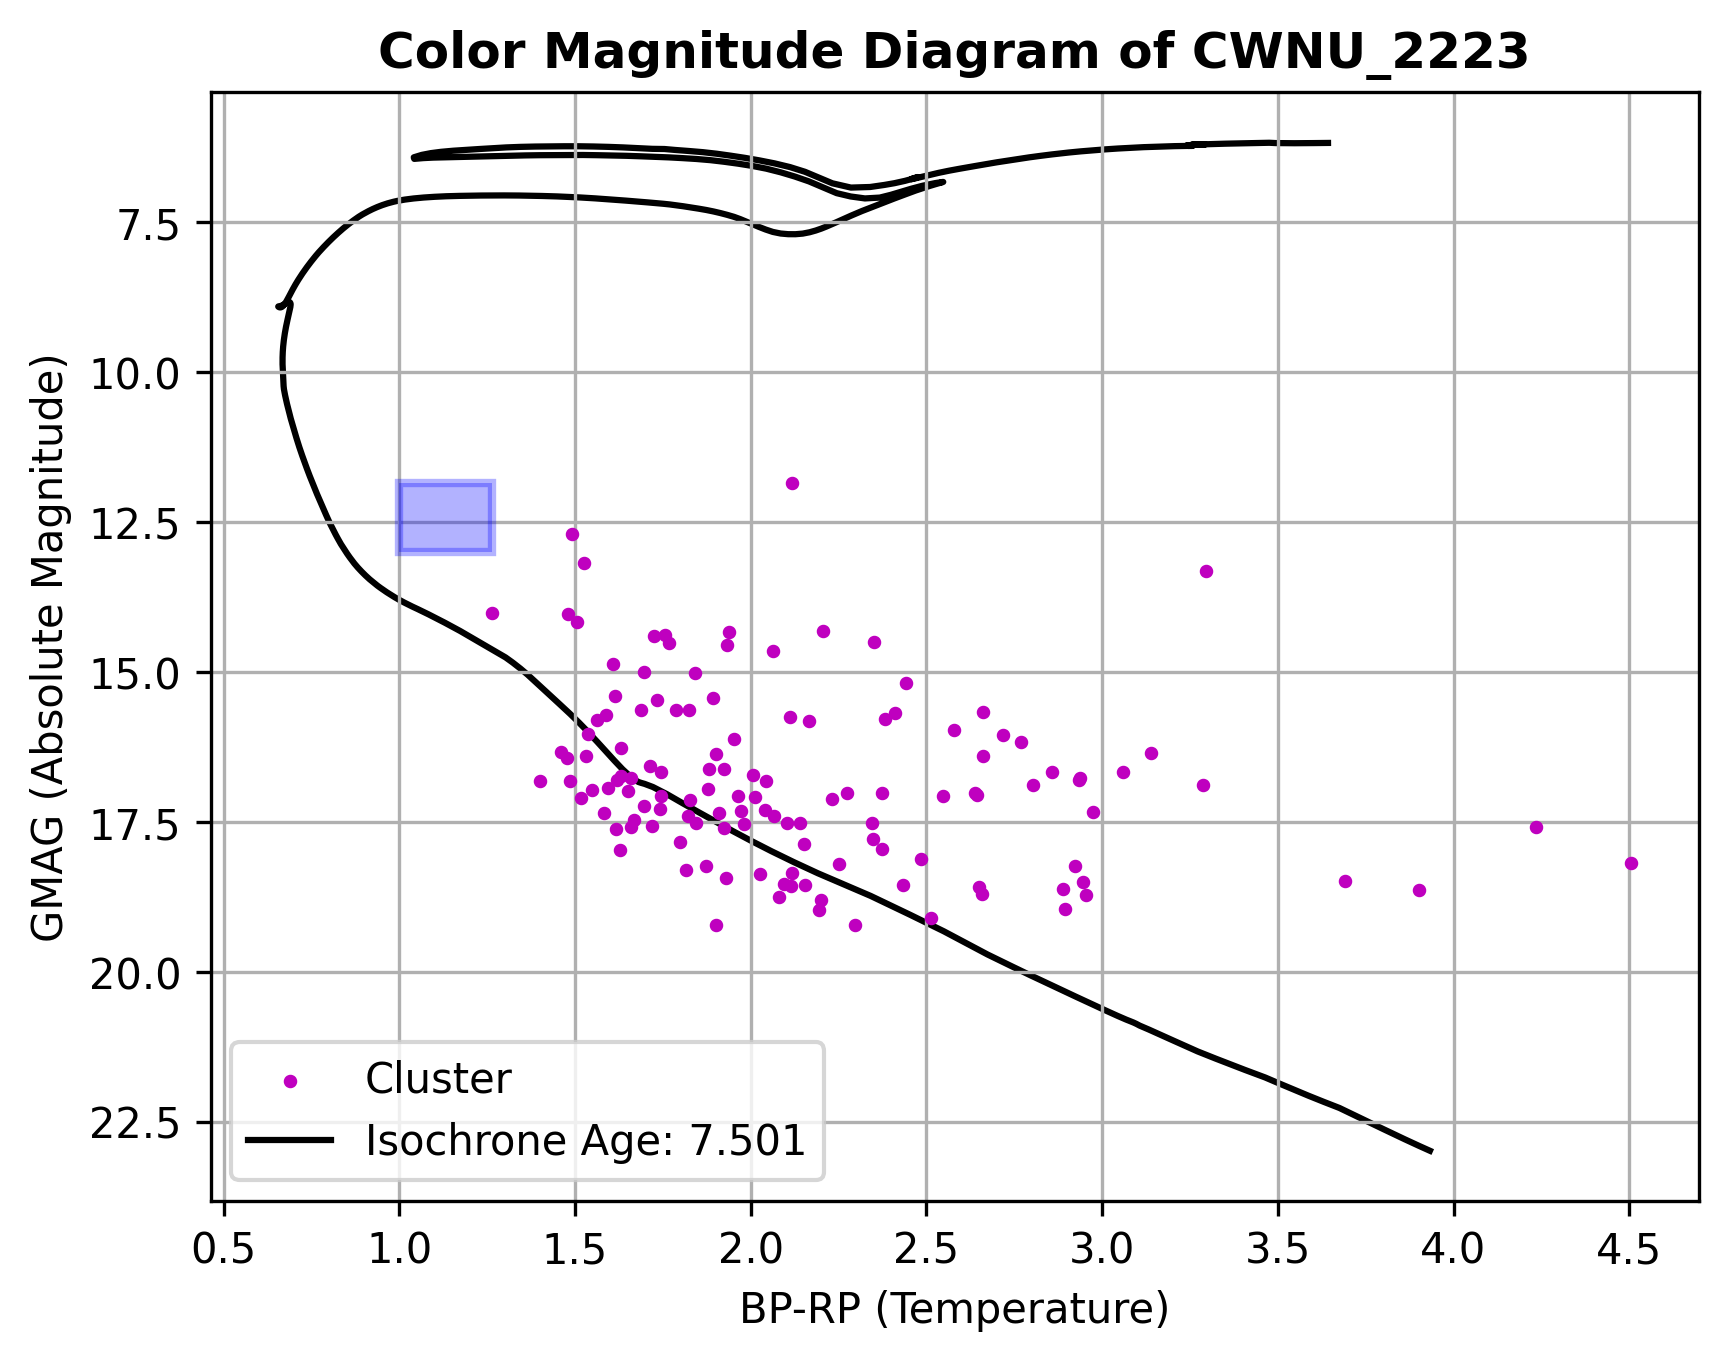 Color Magnitude Diagram of CWNU_2223
GMAG (Absolute Magnitude)
7.5
10.0
12.5
15.0
17.5
20.0
22.5
Cluster
Isochrone Age: 7.501
0.5 1.0 1.5 2.0 2.5 3.0 3.5 4.0 4.5
BP-RP (Temperature)